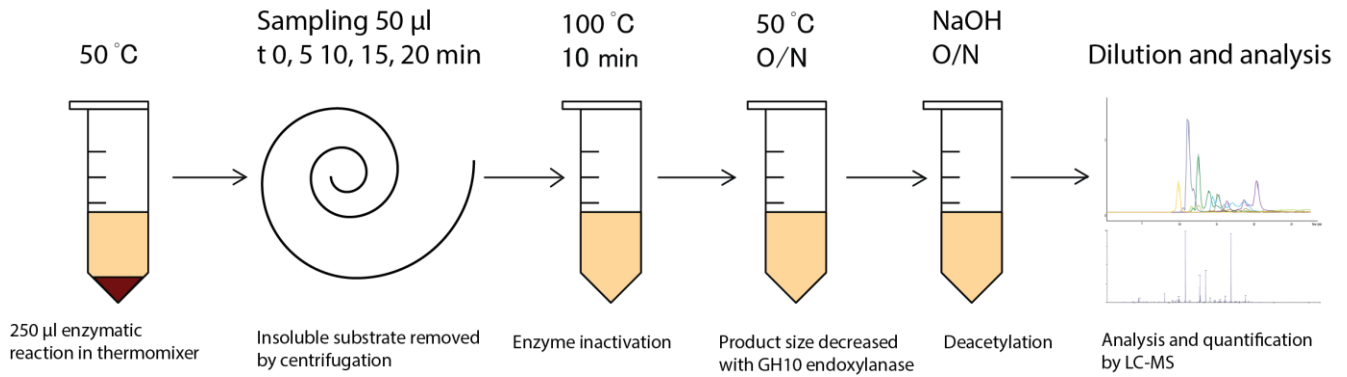 50 °C
Sampling 50 µl
t 0, 5 10, 15, 20 min
100 °C
10 min
50 °C
O/N
NaOH
O/N
Dilution and analysis
250 µl enzymatic
reaction in thermomixer
Insoluble substrate removed
by centrifugation
Enzyme inactivation
Product size decreased
with GH10 endoxylanase
Deacetylation
Analysis and quantification
by LC-MS